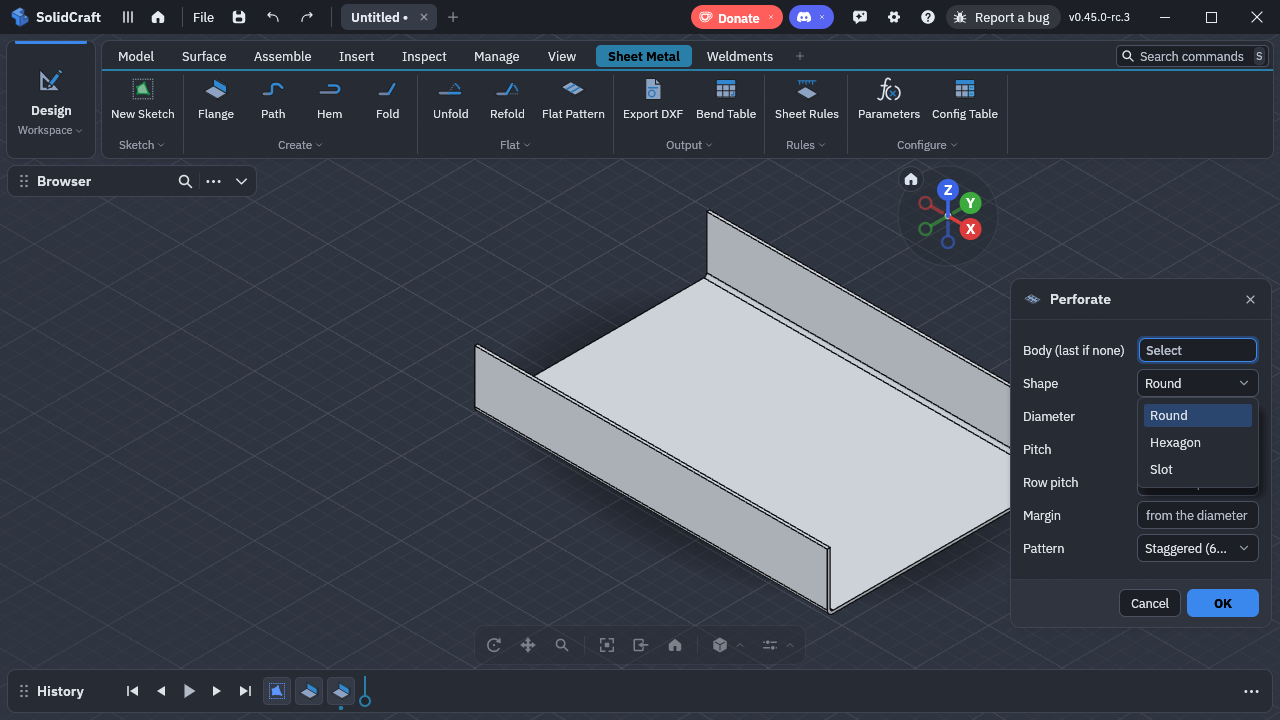 SolidCraft
File
Untitled •
Donate
Report a bug
v0.45.0-rc.3
Design
Workspace
Model
Surface
Assemble
Insert
Inspect
Manage
View
Sheet Metal
Weldments
Search commands
S
New Sketch
Flange
Path
Hem
Fold
Unfold
Refold
Flat Pattern
Export DXF
Bend Table
Sheet Rules
Parameters
Config Table
Sketch
Create
Flat
Output
Rules
Configure
Browser
Z
Y
X
Perforate
Body (last if none)
Select
Shape
Round
Diameter
Round
Hexagon
Pitch
Slot
Row pitch
Margin
from the diameter
Pattern
Staggered (6...
Cancel
OK
History